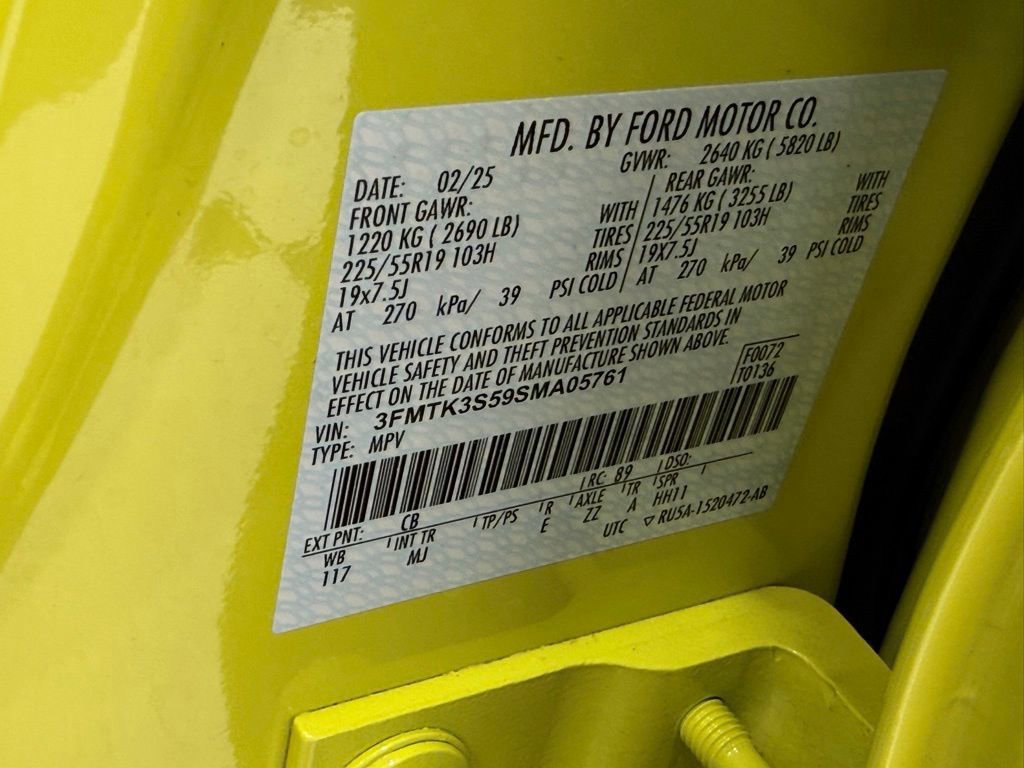 MFD. BY FORD MOTOR CO.
DATE: 02/25 GVWR: 2640 KG ( 5820 LB)
FRONT GAWR: REAR GAWR:
1220 KG ( 2690 LB) WITH 1476 KG ( 3255 LB) WITH
225/55R19 103H TIRES 225/55R19 103H TIRES
19x7.5J RIMS 19X7.5J RIMS
AT 270 kPa/ 39 PSI COLD AT 270 kPa/ 39 PSI COLD
THIS VEHICLE CONFORMS TO ALL APPLICABLE FEDERAL MOTOR
VEHICLE SAFETY AND THEFT PREVENTION STANDARDS IN
EFFECT ON THE DATE OF MANUFACTURE SHOWN ABOVE.
VIN: 3FMTK3S59SMA05761 F0072
TYPE: MPV T0136
EXT PNT: CB RC: 89 DSO:
WB INT TR TP/PS R AXLE TR SPR
117 MJ E ZZ A HH11
UTC ▽ RU5A-1520472-AB